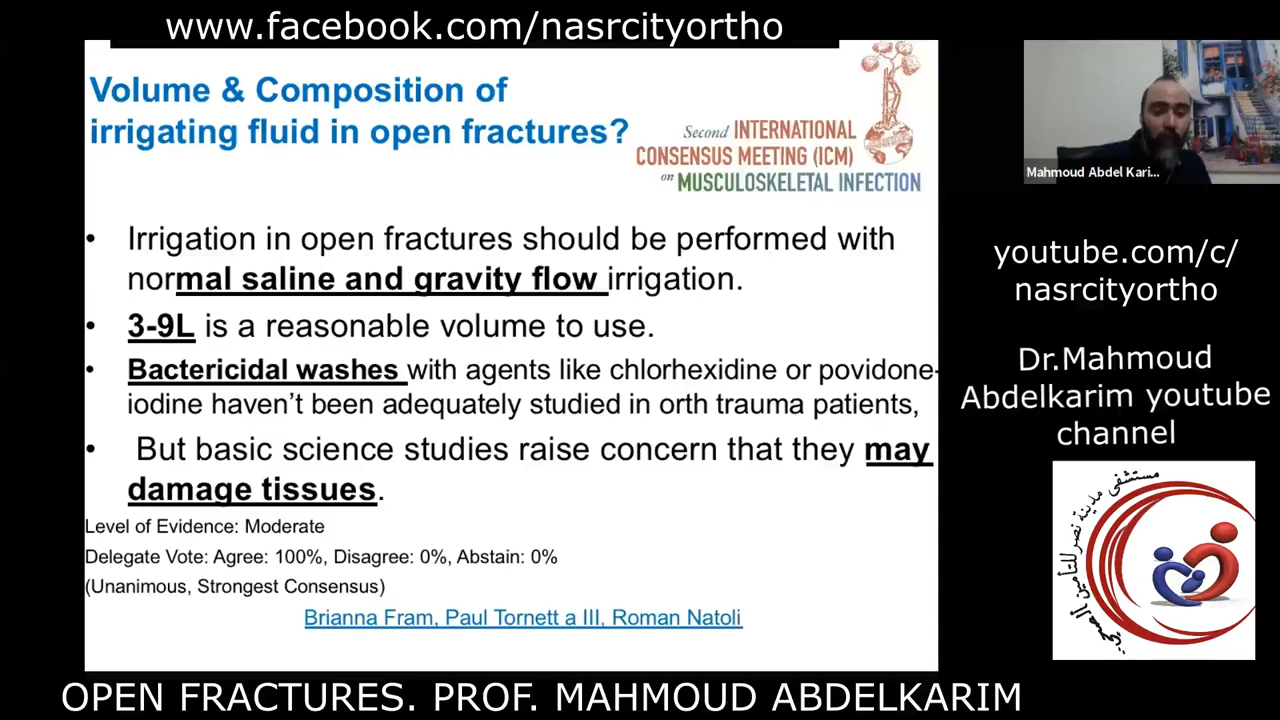 www.facebook.com/nasrcityortho
Volume & Composition of
irrigating fluid in open fractures?
Second INTERNATIONAL
CONSENSUS MEETING (ICM)
on MUSCULOSKELETAL INFECTION
• Irrigation in open fractures should be performed with
normal saline and gravity flow irrigation.
• 3-9L is a reasonable volume to use.
• Bactericidal washes with agents like chlorhexidine or povidone-
iodine haven't been adequately studied in orth trauma patients,
• But basic science studies raise concern that they may
damage tissues.
Level of Evidence: Moderate
Delegate Vote: Agree: 100%, Disagree: 0%, Abstain: 0%
(Unanimous, Strongest Consensus)
Brianna Fram, Paul Tornett a III, Roman Natoli
Mahmoud Abdel Kari...
youtube.com/c/
nasrcityortho
Dr.Mahmoud
Abdelkarim youtube
channel
مستشفى مدينة نصر للتأمين الصحي
OPEN FRACTURES. PROF. MAHMOUD ABDELKARIM